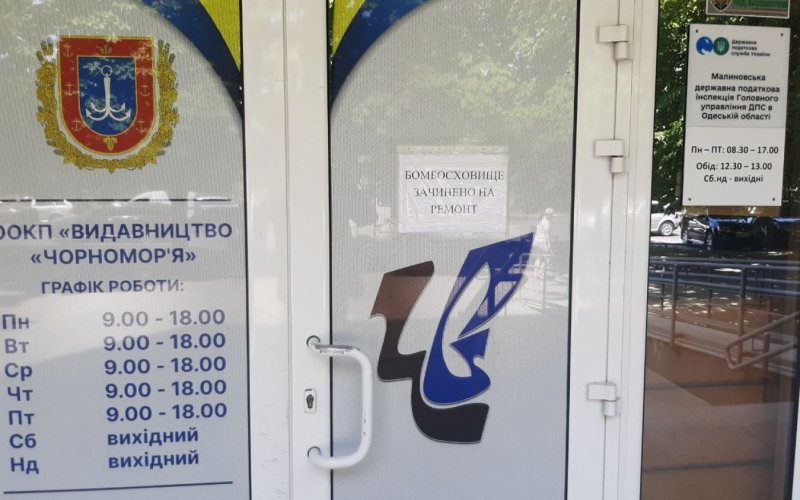 ООКП «ВИДАВНИЦТВО
«ЧОРНОМОР'Я»
ГРАФІК РОБОТИ:
Пн 9.00 - 18.00
Вт 9.00 - 18.00
Ср 9.00 - 18.00
Чт 9.00 - 18.00
Пт 9.00 - 18.00
Сб вихідний
Нд вихідний
БОМБОСХОВИЩЕ
ЗАЧИНЕНО НА
РЕМОНТ
Державна
податкова
служба України
Малиновська
державна податкова
інспекція Головного
управління ДПС в
Одеській області
Пн – ПТ: 08.30 - 17.00
Обід: 12.30 – 13.00
Сб.нд - вихідні